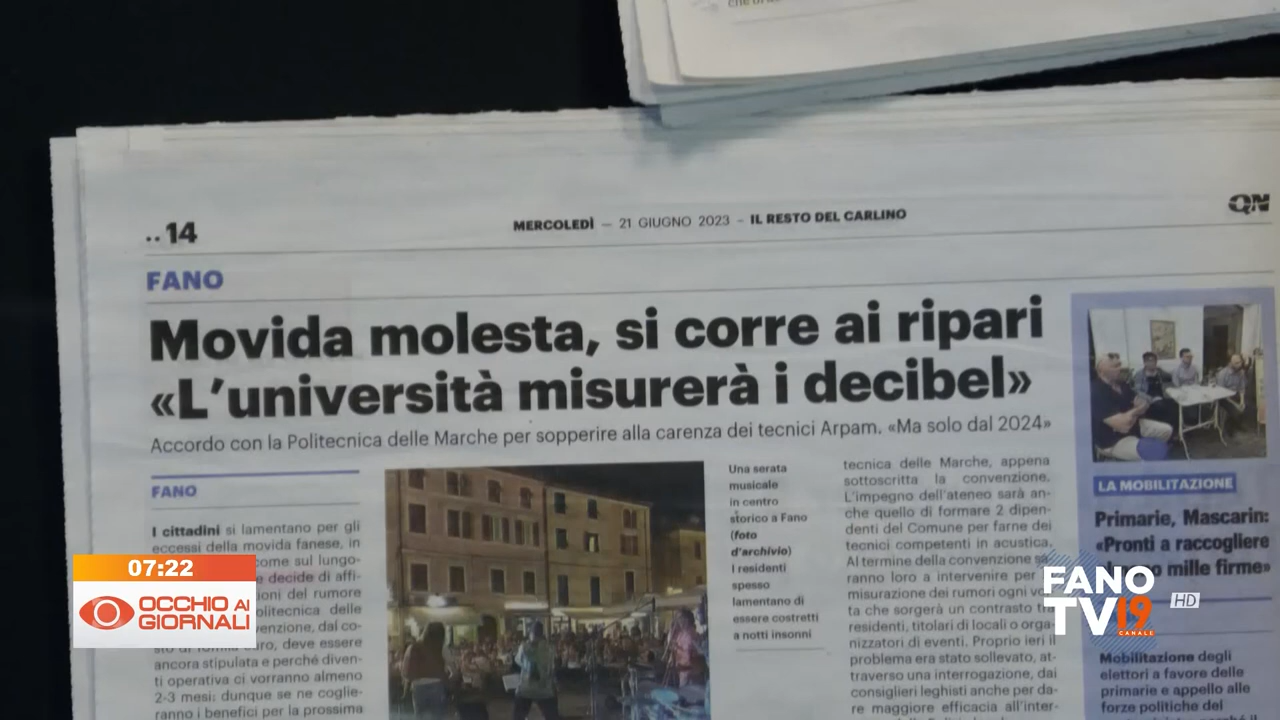 .. 14
MERCOLEDÌ — 21 GIUGNO 2023 – IL RESTO DEL CARLINO
QN
FANO
Movida molesta, si corre ai ripari
«L'università misurerà i decibel»
Accordo con la Politecnica delle Marche per sopperire alla carenza dei tecnici Arpam. «Ma solo dal 2024»
FANO
I cittadini si lamentano per gli
eccessi della movida fanese, in
come sul lungo-
e decide di affi-
oni del rumore
olitecnica delle
venzione, dal co-
uro, deve essere
ancora stipulata e perché diven-
ti operativa ci vorranno almeno
2-3 mesi: dunque se ne coglie-
ranno i benefici per la prossima
Una serata
musicale
in centro
storico a Fano
(foto
d'archivio)
I residenti
spesso
lamentano di
essere costretti
a notti insonni
tecnica delle Marche, appena
sottoscritta la convenzione.
L'impegno dell'ateneo sarà an-
che quello di formare 2 dipen-
denti del Comune per farne dei
tecnici competenti in acustica.
Al termine della convenzione
ranno loro a intervenire per
misurazione dei rumori ogni
ta che sorgerà un contrasto
residenti, titolari di locali o orga-
nizzatori di eventi. Proprio ieri il
problema era stato sollevato, at-
traverso una interrogazione, dai
consiglieri leghisti anche per da-
re maggiore efficacia all'inter-
LA MOBILITAZIONE
Primarie, Mascarin:
«Pronti a raccogliere
mille firme»
Mobilitazione degli
elettori a favore delle
primarie e appello alle
forze politiche del
07:22
OCCHIO AI
GIORNALI
FANO
TV19
CANALE
HD